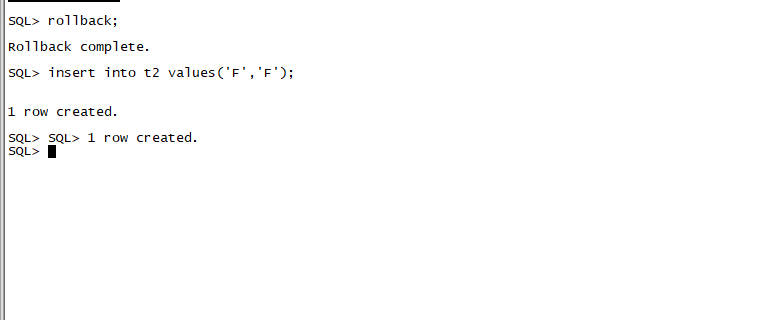 SQL> rollback;
Rollback complete.
SQL> insert into t2 values('F','F');
1 row created.
SQL> SQL> 1 row created.
SQL>